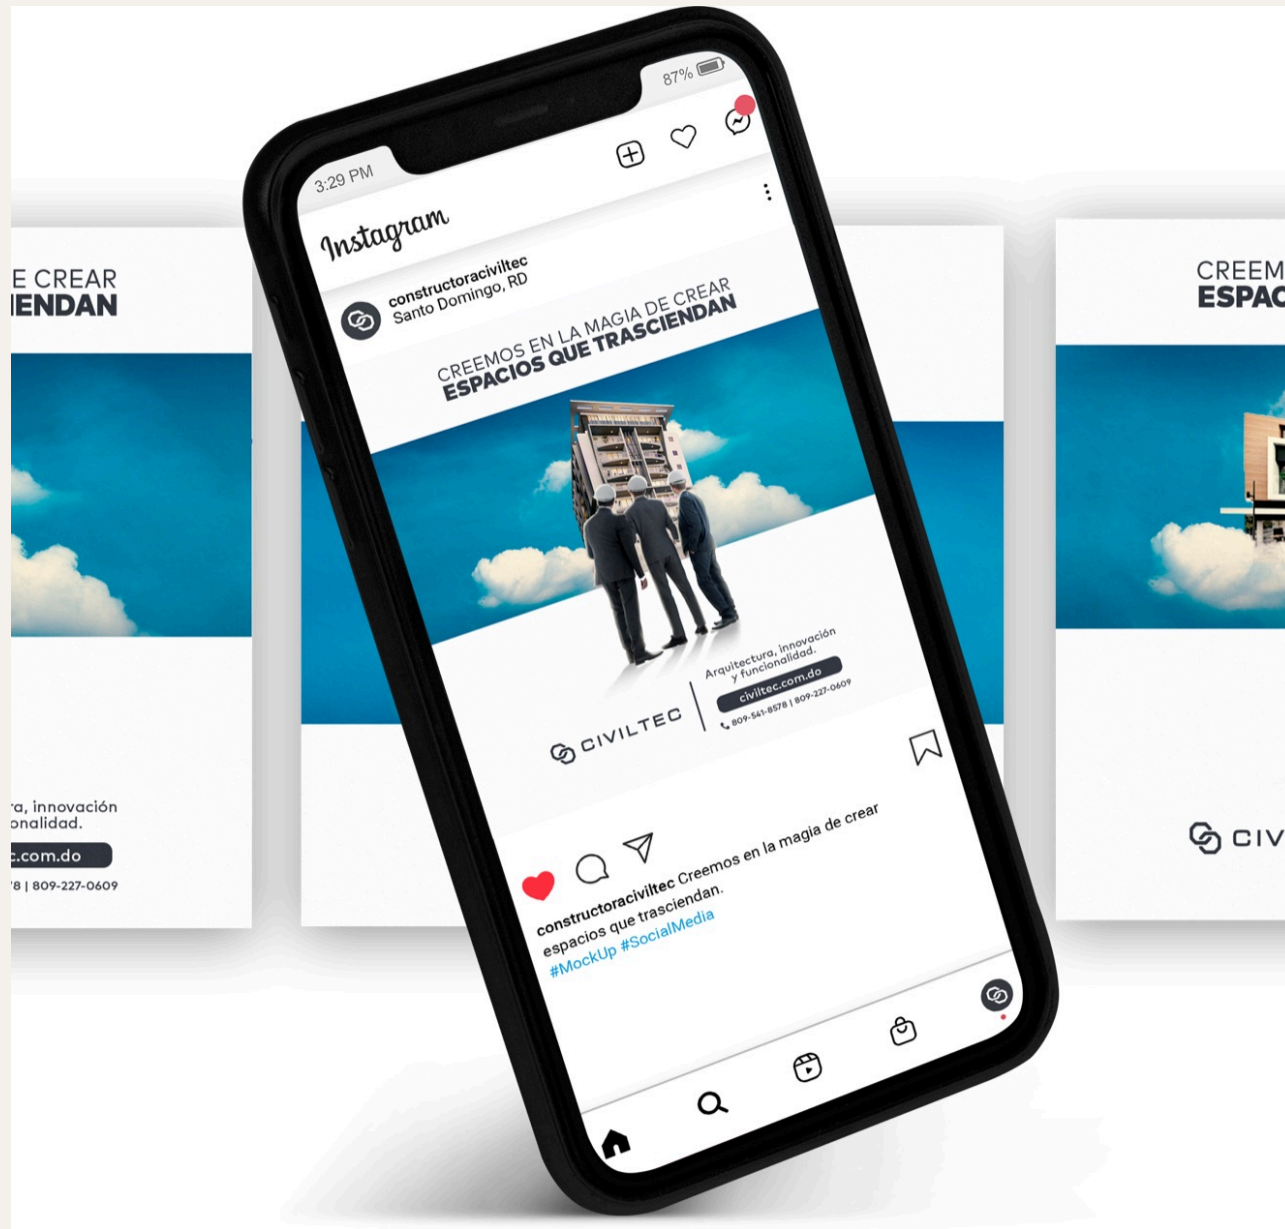 3:29 PM
87%
Instagram
constructoraciviltec
Santo Domingo, RD
CREEMOS EN LA MAGIA DE CREAR
ESPACIOS QUE TRASCIENDAN
Arquitectura, innovación
y funcionalidad.
civiltec.com.do
809-541-8578 | 809-227-0609
CIVILTEC
constructoraciviltec Creemos en la magia de crear
espacios que trasciendan.
#MockUp #SocialMedia
E CREAR
IENDAN
a, innovación
onalidad.
c.com.do
8 | 809-227-0609
CREEM
ESPAC
CIV